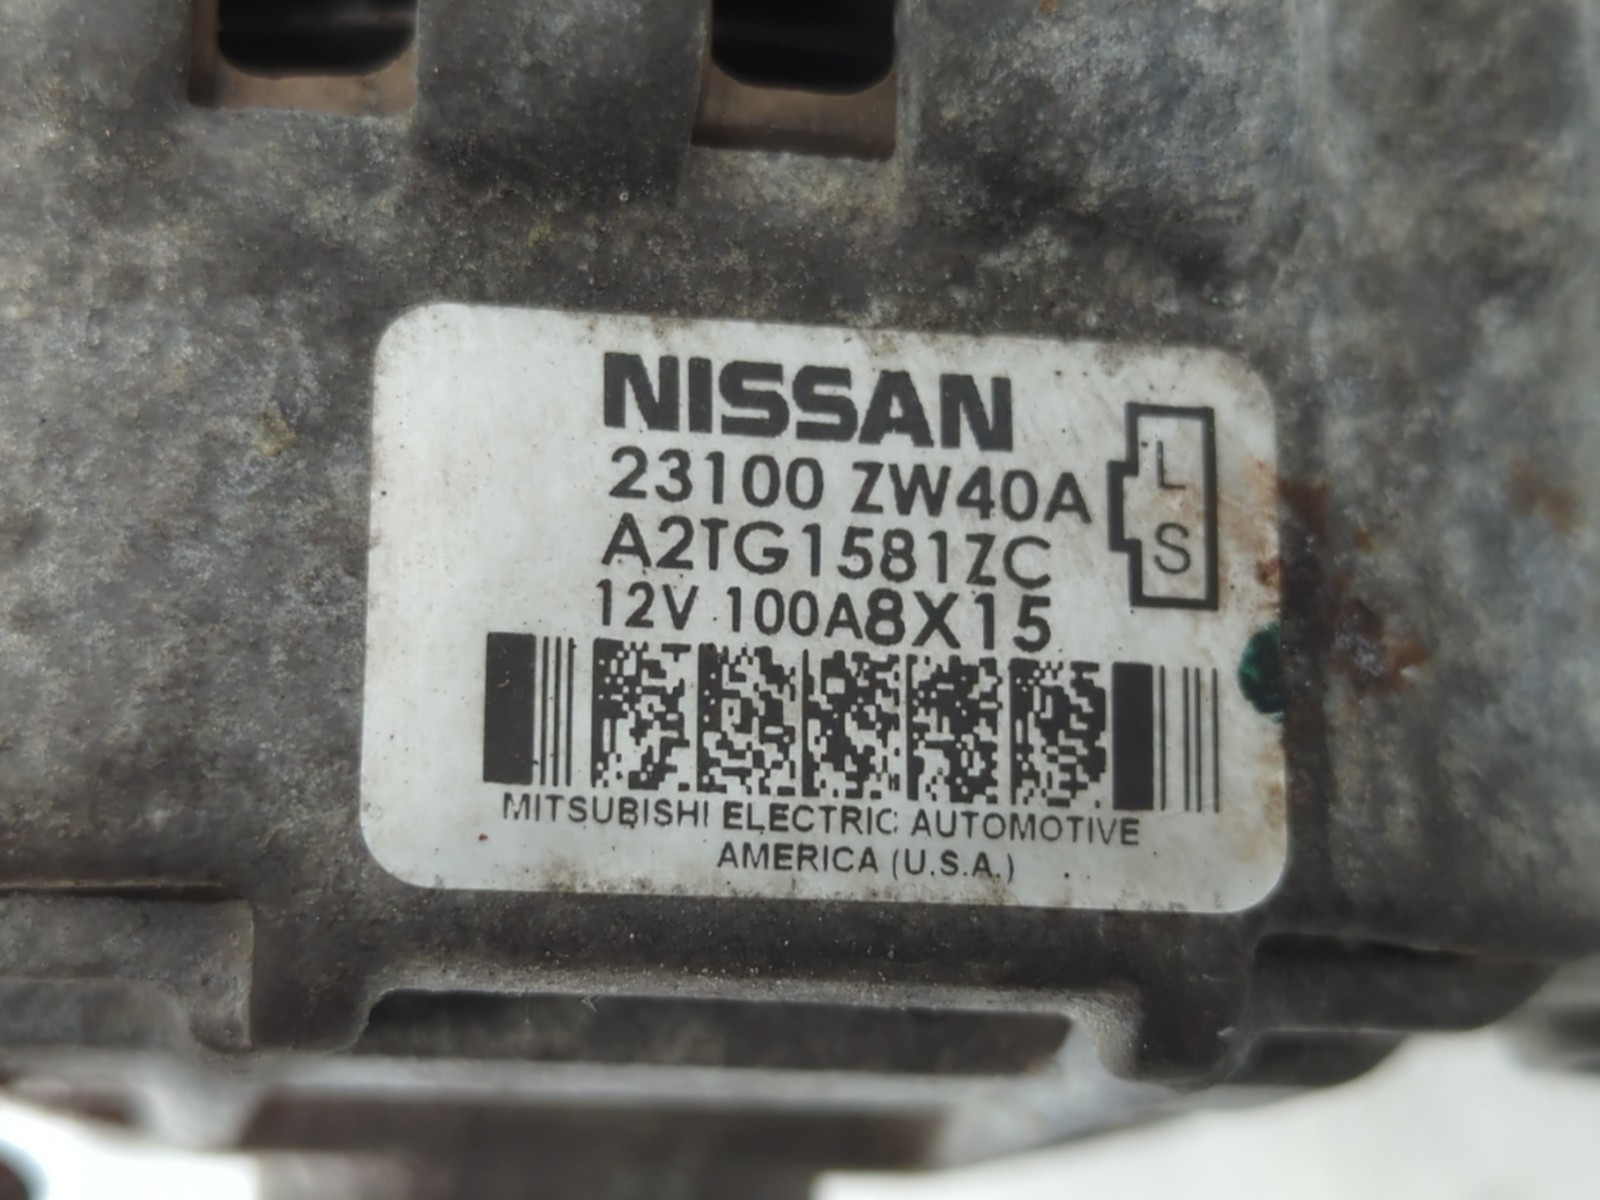 NISSAN
23100 ZW40A
A2TG1581ZC
12V 100A8X15
L
S
MITSUBISHI ELECTRIC AUTOMOTIVE
AMERICA (U.S.A.)